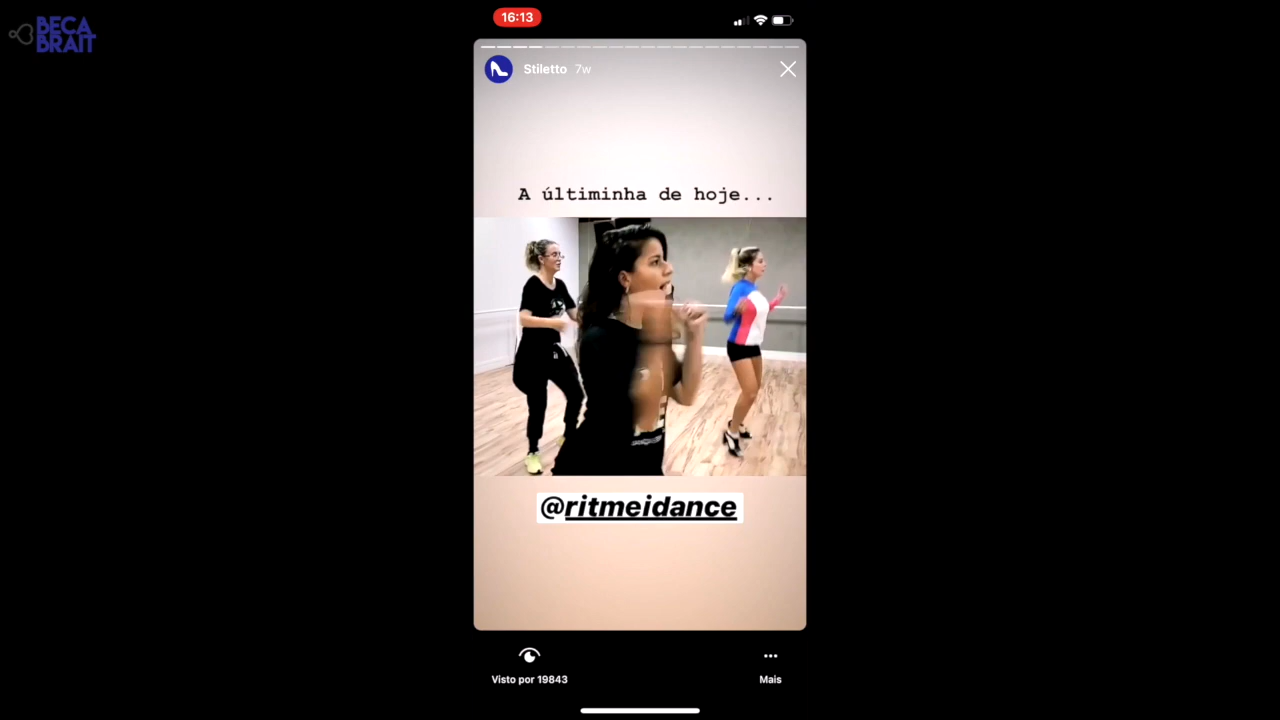 BECA
BRAIT
16:13
Stiletto 7w
A últiminha de hoje...
@ritmeidance
Visto por 19843
Mais